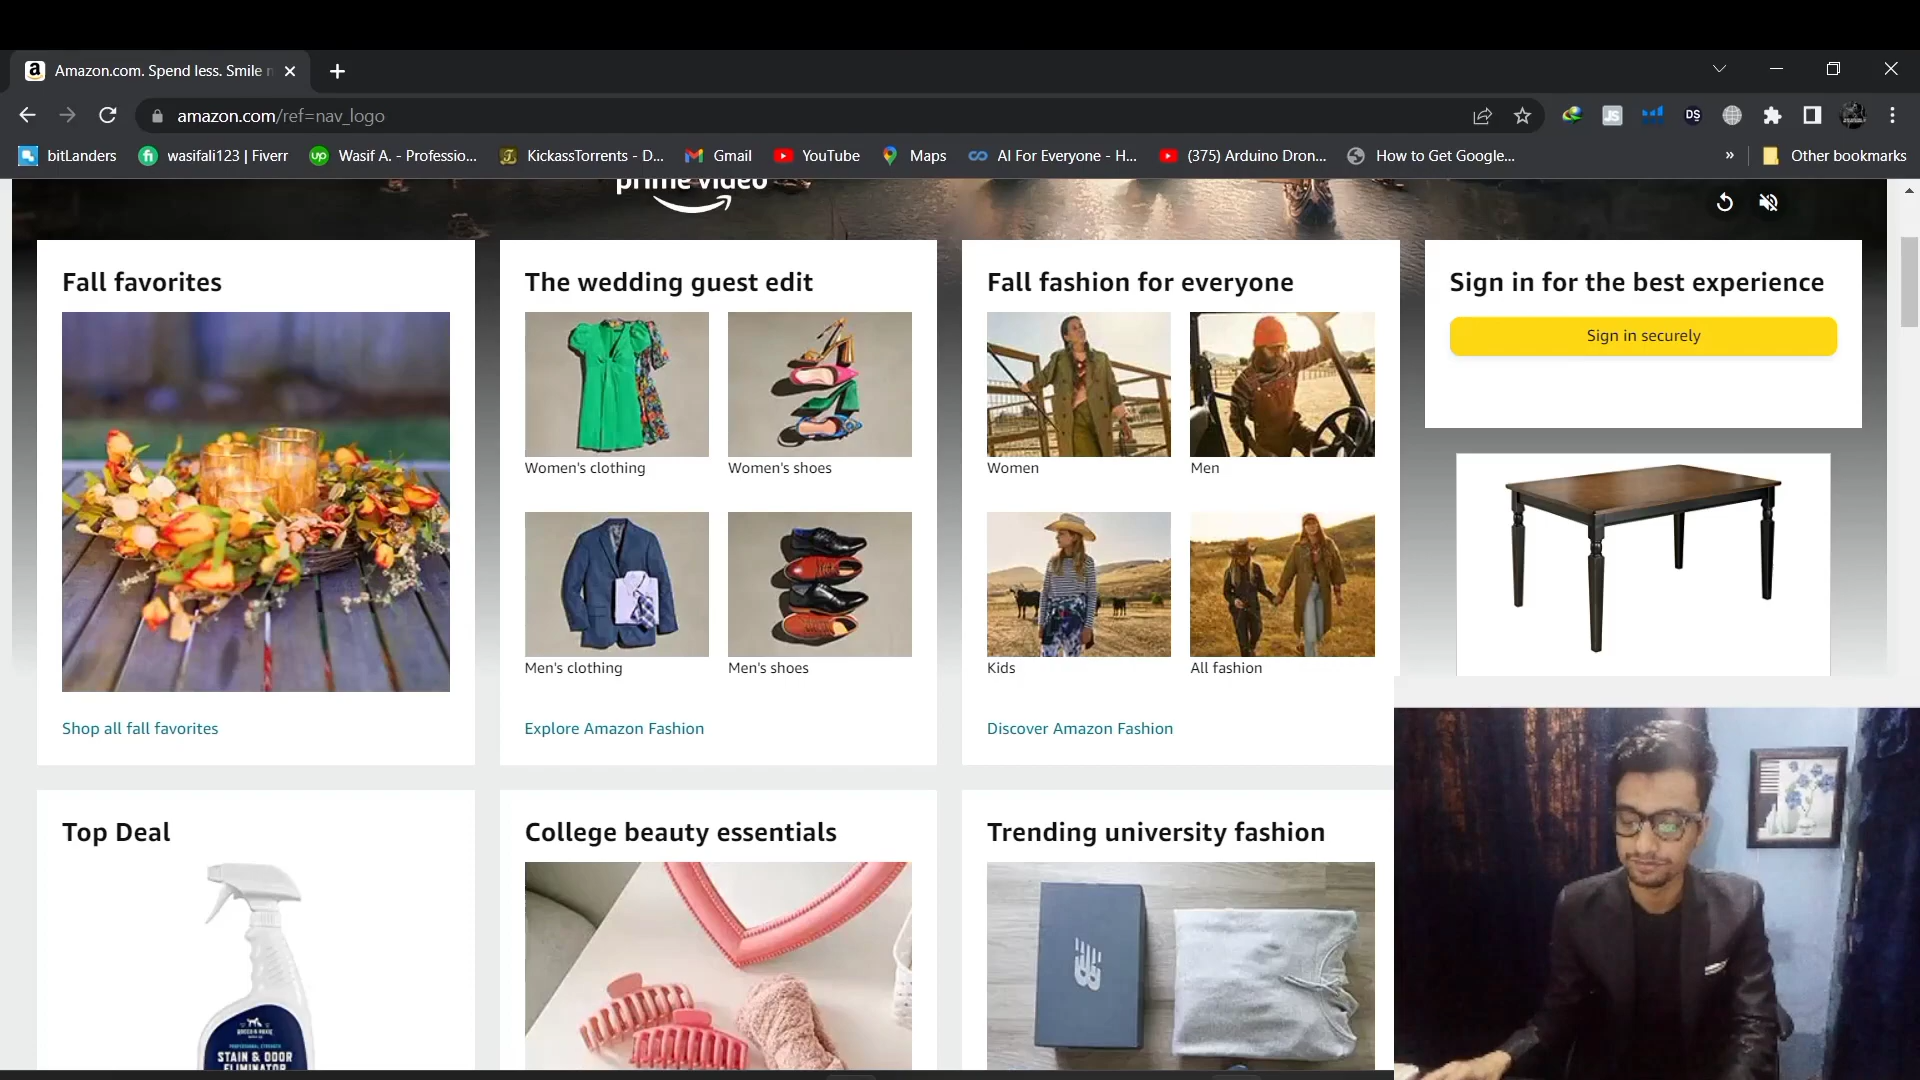 Amazon.com. Spend less. Smile
amazon.com/ref=nav_logo
bitLanders
wasifali123 | Fiverr
Wasif A. - Professio...
KickassTorrents - D...
Gmail
YouTube
Maps
AI For Everyone - H...
(375) Arduino Dron...
How to Get Google...
»
Other bookmarks
prime video
Fall favorites
Shop all fall favorites
The wedding guest edit
Women's clothing
Women's shoes
Men's clothing
Men's shoes
Explore Amazon Fashion
Fall fashion for everyone
Women
Men
Kids
All fashion
Discover Amazon Fashion
Sign in for the best experience
Sign in securely
Top Deal
STAIN & ODOR
ELIMINATOR
College beauty essentials
Trending university fashion